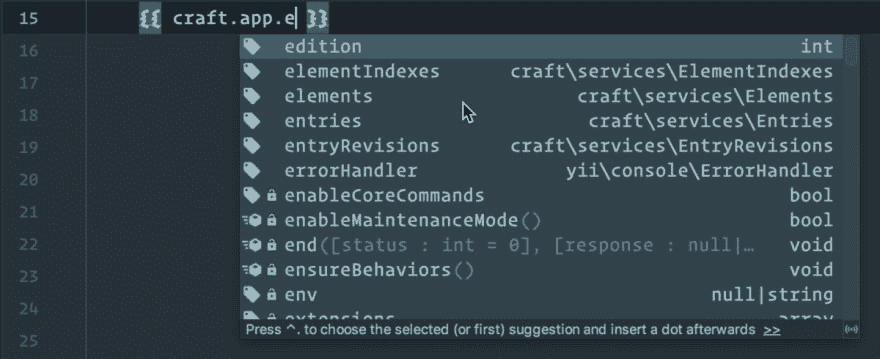 15 {{ craft.app.e }}
16 edition int
17 elementIndexes craft\services\ElementIndexes
elements craft\services\Elements
18 entries craft\services\Entries
19 entryRevisions craft\services\EntryRevisions
20 errorHandler yii\console\ErrorHandler
enableCoreCommands bool
21 enableMaintenanceMode() bool
22 end([status : int = 0], [response : null|… void
23 ensureBehaviors() void
24 env null|string
extensions array
25 Press ^. to choose the selected (or first) suggestion and insert a dot afterwards >>